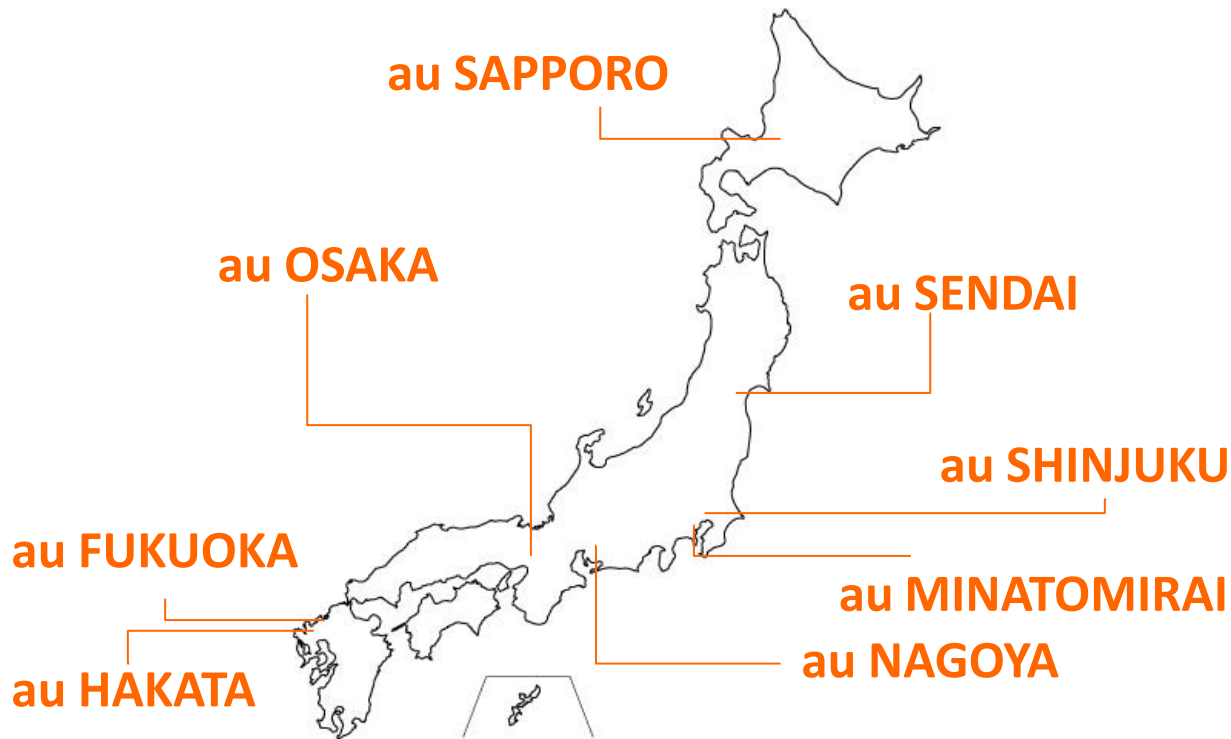 au SAPPORO
au OSAKA
au SENDAI
au SHINJUKU
au FUKUOKA
au MINATOMIRAI
au NAGOYA
au HAKATA